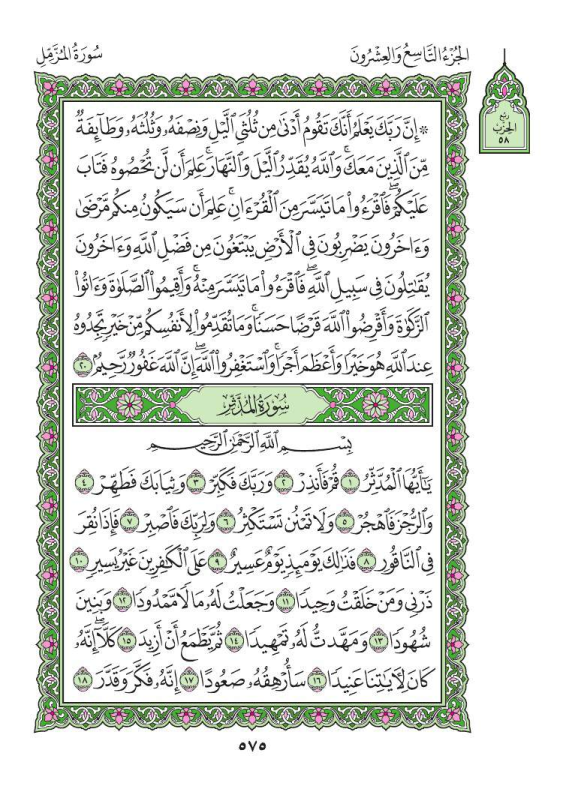 سُورَةُ المُزَّمِّل
الجُزْءُ التَّاسِعُ وَالعِشْرُونَ
ربع
الحزب
٥٨
۞ إِنَّ رَبَّكَ يَعْلَمُ أَنَّكَ تَقُومُ أَدْنَىٰ مِن ثُلُثَيِ ٱلَّيْلِ وَنِصْفَهُۥ وَثُلُثَهُۥ وَطَآئِفَةٌ
مِّنَ ٱلَّذِينَ مَعَكَۚ وَٱللَّهُ يُقَدِّرُ ٱلَّيْلَ وَٱلنَّهَارَۚ عَلِمَ أَن لَّن تُحْصُوهُ فَتَابَ
عَلَيْكُمْۖ فَٱقْرَءُوا۟ مَا تَيَسَّرَ مِنَ ٱلْقُرْءَانِۚ عَلِمَ أَن سَيَكُونُ مِنكُم مَّرْضَىٰ
وَءَاخَرُونَ يَضْرِبُونَ فِى ٱلْأَرْضِ يَبْتَغُونَ مِن فَضْلِ ٱللَّهِ وَءَاخَرُونَ
يُقَٰتِلُونَ فِى سَبِيلِ ٱللَّهِۖ فَٱقْرَءُوا۟ مَا تَيَسَّرَ مِنْهُۚ وَأَقِيمُوا۟ ٱلصَّلَوٰةَ وَءَاتُوا۟
ٱلزَّكَوٰةَ وَأَقْرِضُوا۟ ٱللَّهَ قَرْضًا حَسَنًاۚ وَمَا تُقَدِّمُوا۟ لِأَنفُسِكُم مِّنْ خَيْرٍ تَجِدُوهُ
عِندَ ٱللَّهِ هُوَ خَيْرًا وَأَعْظَمَ أَجْرًاۚ وَٱسْتَغْفِرُوا۟ ٱللَّهَۖ إِنَّ ٱللَّهَ غَفُورٌ رَّحِيمٌۢ ٢٠
سُورَةُ المُدَّثِّرِ
بِسْمِ ٱللَّهِ ٱلرَّحْمَٰنِ ٱلرَّحِيمِ
يَٰٓأَيُّهَا ٱلْمُدَّثِّرُ ١ قُمْ فَأَنذِرْ ٢ وَرَبَّكَ فَكَبِّرْ ٣ وَثِيَابَكَ فَطَهِّرْ ٤
وَٱلرُّجْزَ فَٱهْجُرْ ٥ وَلَا تَمْنُن تَسْتَكْثِرُ ٦ وَلِرَبِّكَ فَٱصْبِرْ ٧ فَإِذَا نُقِرَ
فِى ٱلنَّاقُورِ ٨ فَذَٰلِكَ يَوْمَئِذٍ يَوْمٌ عَسِيرٌ ٩ عَلَى ٱلْكَٰفِرِينَ غَيْرُ يَسِيرٍ ١٠
ذَرْنِى وَمَنْ خَلَقْتُ وَحِيدًا ١١ وَجَعَلْتُ لَهُۥ مَالًا مَّمْدُودًا ١٢ وَبَنِينَ
شُهُودًا ١٣ وَمَهَّدتُّ لَهُۥ تَمْهِيدًا ١٤ ثُمَّ يَطْمَعُ أَنْ أَزِيدَ ١٥ كَلَّآۖ إِنَّهُۥ
كَانَ لِءَايَٰتِنَا عَنِيدًا ١٦ سَأُرْهِقُهُۥ صَعُودًا ١٧ إِنَّهُۥ فَكَّرَ وَقَدَّرَ ١٨
٥٧٥